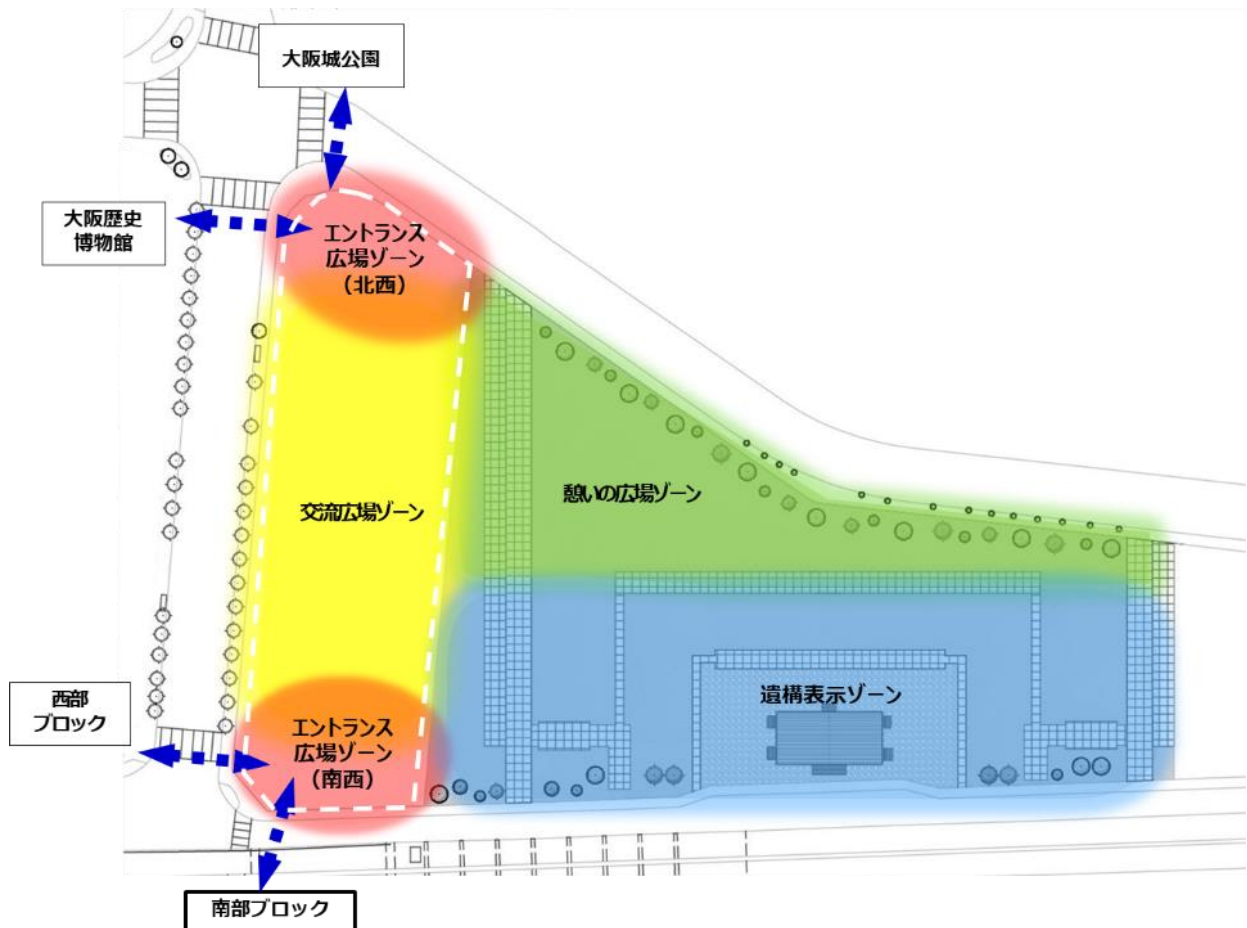 大阪城公園
大阪歴史
博物館
エントランス
広場ゾーン
（北西）
交流広場ゾーン
憩いの広場ゾーン
西部
ブロック
エントランス
広場ゾーン
（南西）
遺構表示ゾーン
南部ブロック